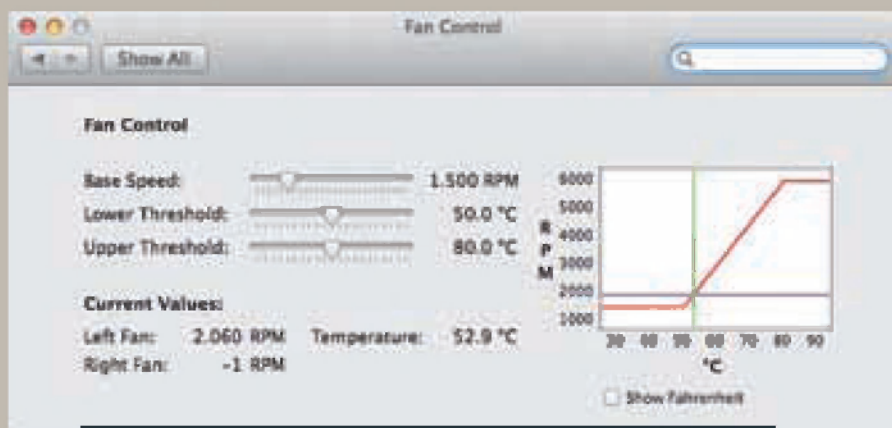 Fan Control
Show All
Fan Control
Base Speed: 1.500 RPM
Lower Threshold: 50.0 °C
Upper Threshold: 80.0 °C
Current Values:
Left Fan: 2.060 RPM Temperature: 52.9 °C
Right Fan: -1 RPM
RPM
6000
5000
4000
3000
2000
1000
30 40 50 60 70 80 90
°C
Show Fahrenheit